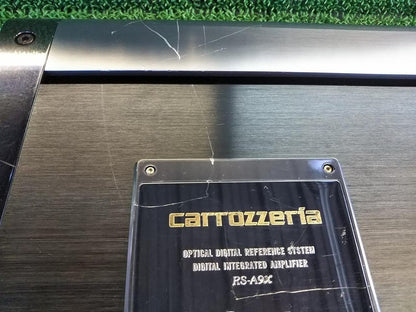 carrozzeria
OPTICAL DIGITAL REFERENCE SYSTEM
DIGITAL INTEGRATED AMPLIFIER
RS-A9X